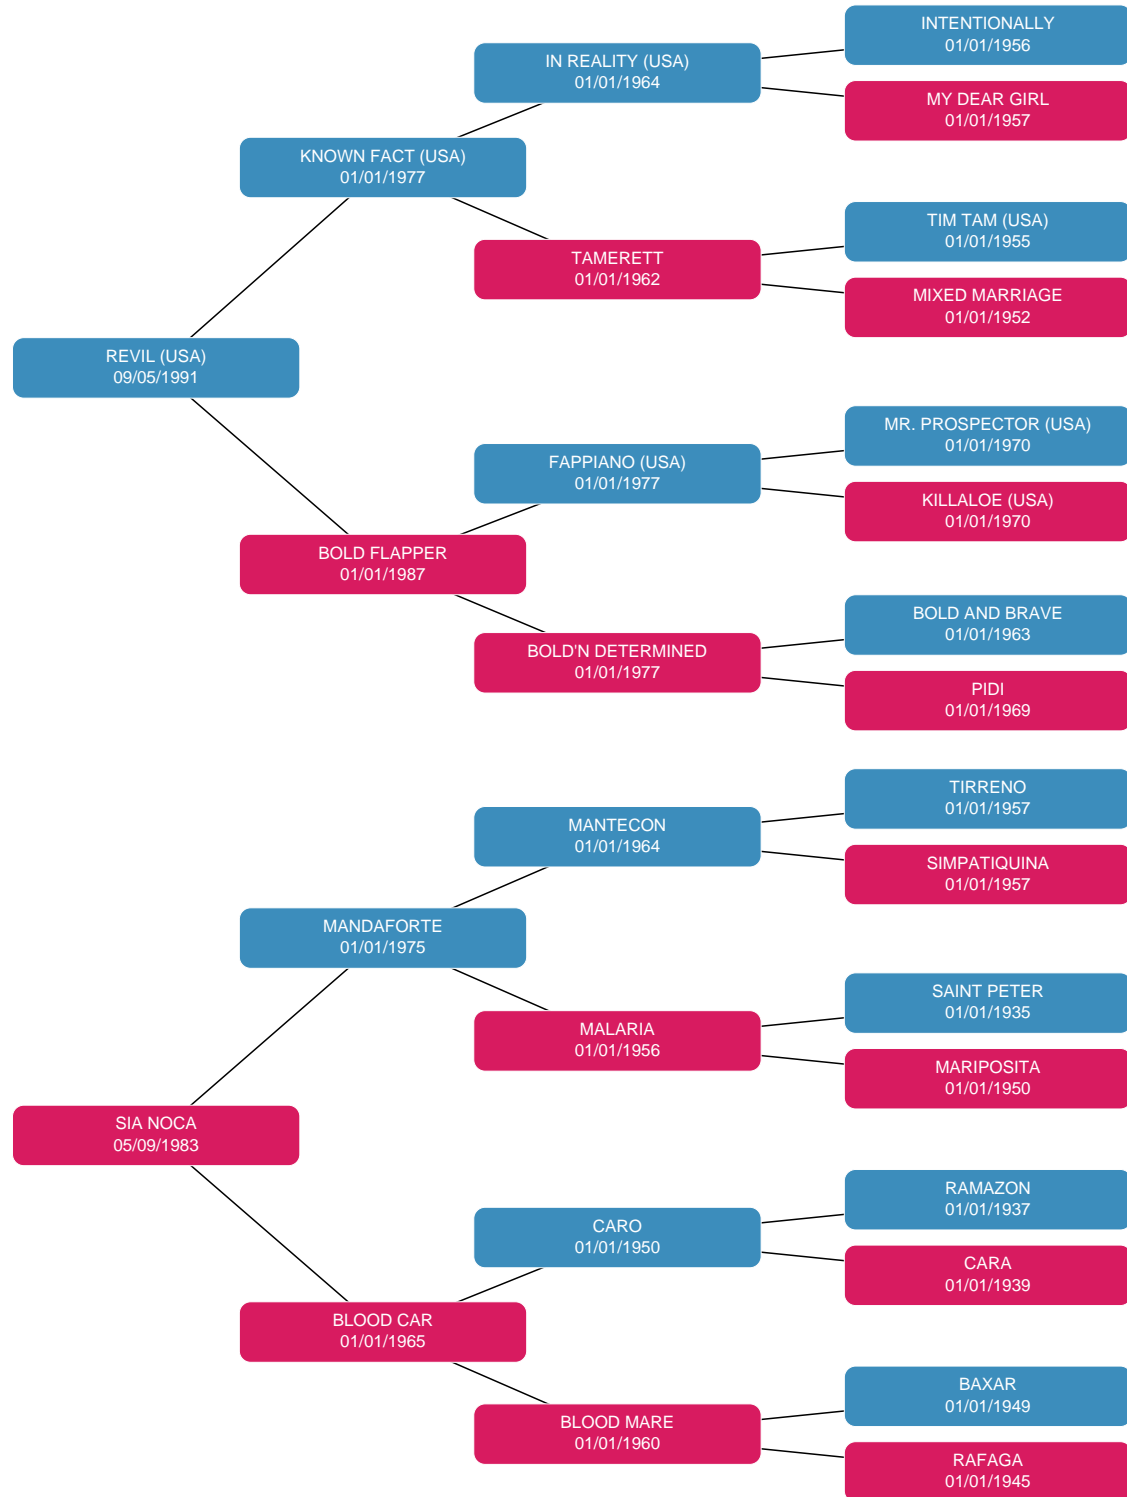 INTENTIONALLY
01/01/1956
IN REALITY (USA)
01/01/1964
MY DEAR GIRL
01/01/1957
KNOWN FACT (USA)
01/01/1977
TIM TAM (USA)
01/01/1955
TAMERETT
01/01/1962
MIXED MARRIAGE
01/01/1952
REVIL (USA)
09/05/1991
MR. PROSPECTOR (USA)
01/01/1970
FAPPIANO (USA)
01/01/1977
KILLALOE (USA)
01/01/1970
BOLD FLAPPER
01/01/1987
BOLD AND BRAVE
01/01/1963
BOLD'N DETERMINED
01/01/1977
PIDI
01/01/1969
TIRRENO
01/01/1957
MANTECON
01/01/1964
SIMPATIQUINA
01/01/1957
MANDAFORTE
01/01/1975
SAINT PETER
01/01/1935
MALARIA
01/01/1956
MARIPOSITA
01/01/1950
SIA NOCA
05/09/1983
RAMAZON
01/01/1937
CARO
01/01/1950
CARA
01/01/1939
BLOOD CAR
01/01/1965
BAXAR
01/01/1949
BLOOD MARE
01/01/1960
RAFAGA
01/01/1945